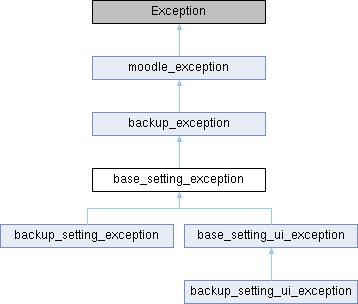 Exception
moodle_exception
backup_exception
base_setting_exception
backup_setting_exception
base_setting_ui_exception
backup_setting_ui_exception